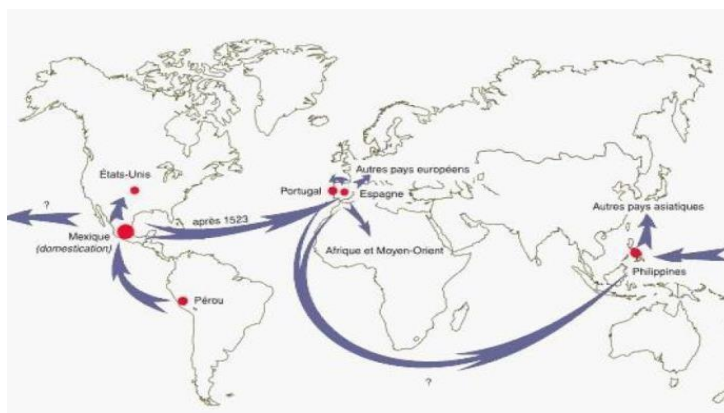 États-Unis
?
Mexique
(domestication)
après 1523
Pérou
Portugal
Espagne
Autres pays européens
Afrique et Moyen-Orient
?
Autres pays asiatiques
Philippines